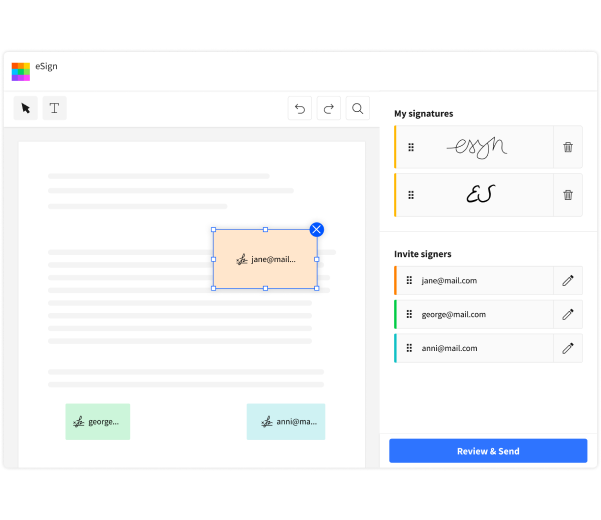 eSign
T
My signatures
esign
ES
jane@mail...
Invite signers
jane@mail.com
george@mail.com
anni@mail.com
george...
anni@ma...
Review & Send